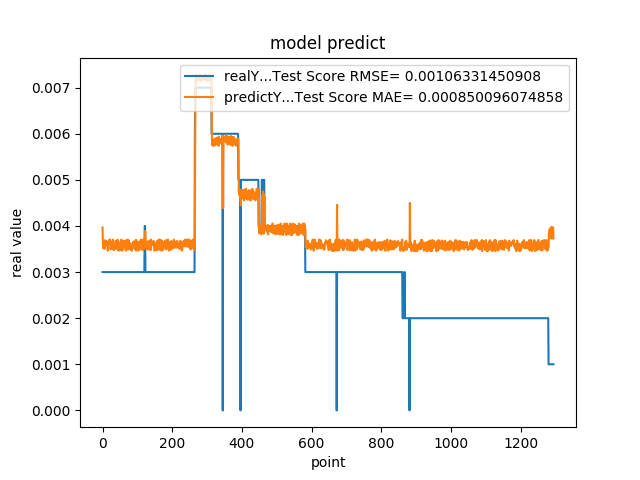 model predict
realY...Test Score RMSE= 0.00106331450908
predictY...Test Score MAE= 0.000850096074858
real value
0.007
0.006
0.005
0.004
0.003
0.002
0.001
0.000
0 200 400 600 800 1000 1200
point